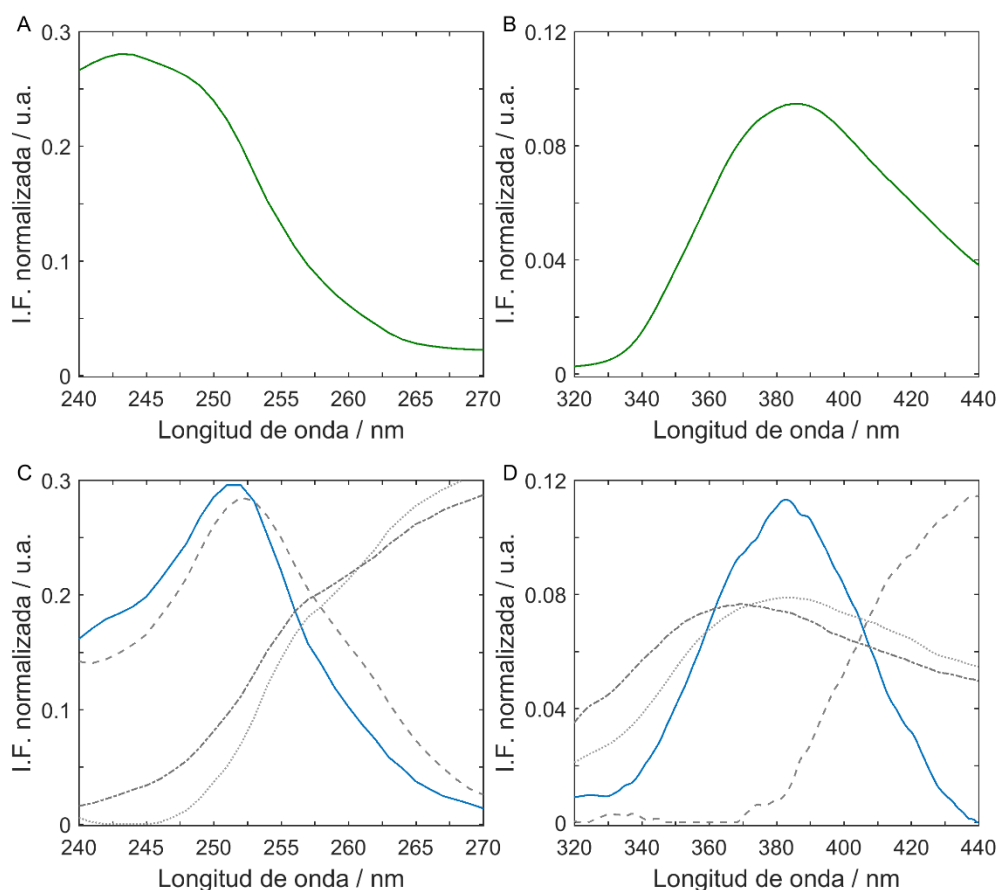 A
I.F. normalizada / u.a.
0.3
0.2
0.1
0
240 245 250 255 260 265 270
Longitud de onda / nm
B
I.F. normalizada / u.a.
0.12
0.08
0.04
0
320 340 360 380 400 420 440
Longitud de onda / nm
C
I.F. normalizada / u.a.
0.3
0.2
0.1
0
240 245 250 255 260 265 270
Longitud de onda / nm
D
I.F. normalizada / u.a.
0.12
0.08
0.04
0
320 340 360 380 400 420 440
Longitud de onda / nm